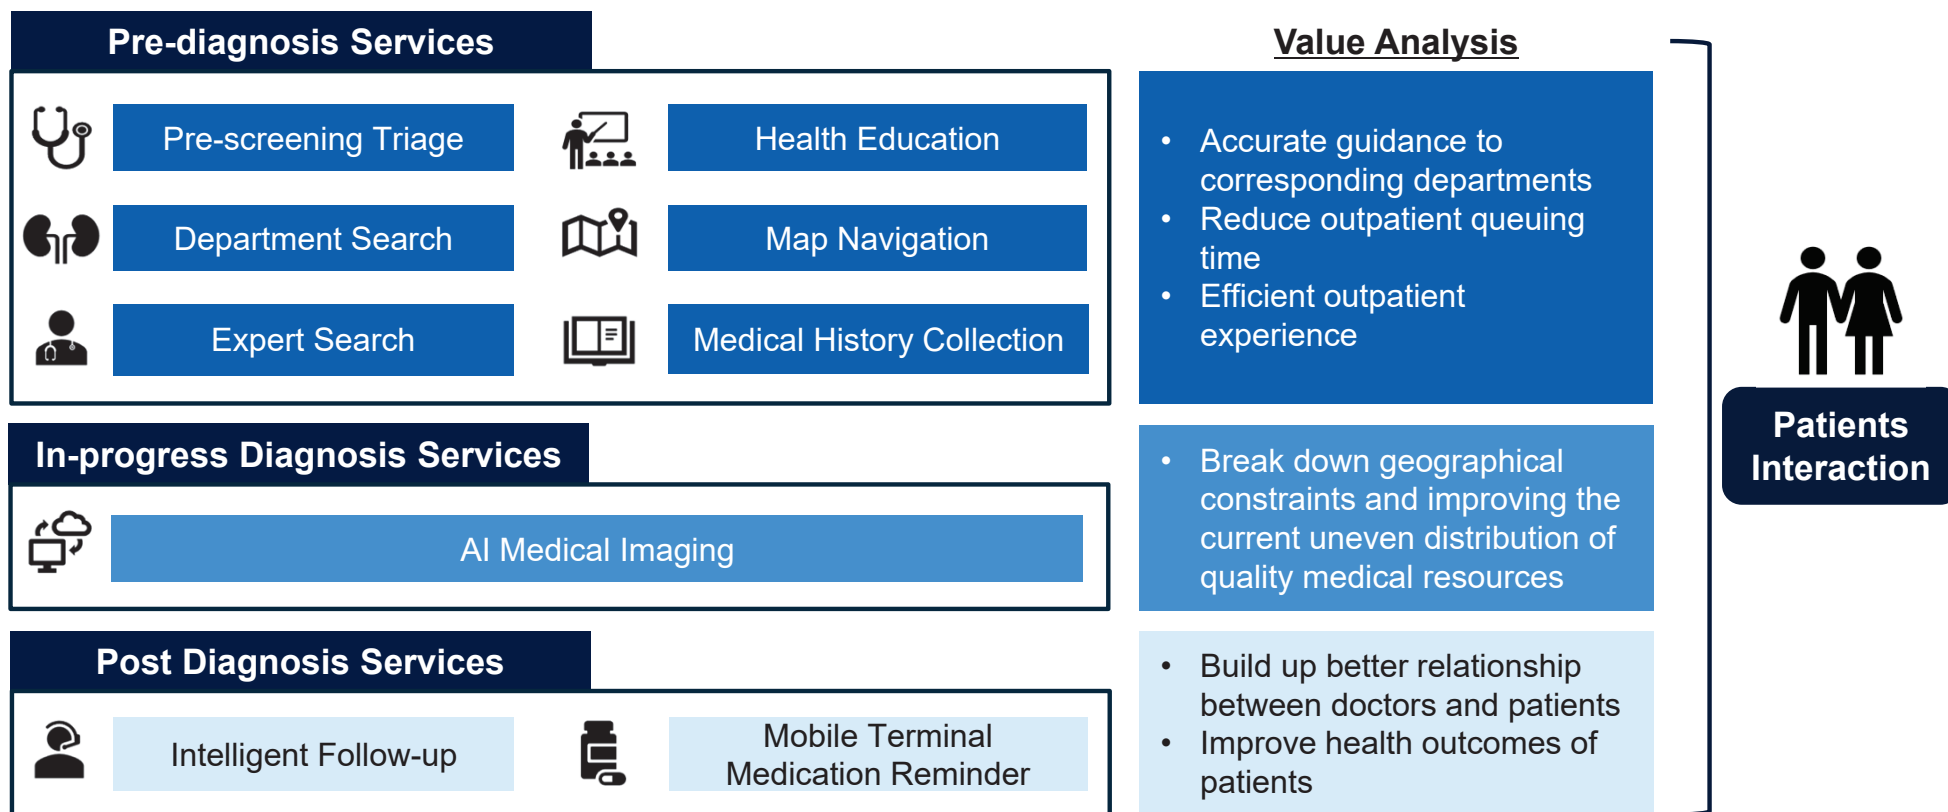 Pre-diagnosis Services
Pre-screening Triage
Health Education
Department Search
Map Navigation
Expert Search
Medical History Collection
Value Analysis
• Accurate guidance to
corresponding departments
• Reduce outpatient queuing
time
• Efficient outpatient
experience
In-progress Diagnosis Services
AI Medical Imaging
• Break down geographical
constraints and improving the
current uneven distribution of
quality medical resources
Post Diagnosis Services
Intelligent Follow-up
Mobile Terminal
Medication Reminder
• Build up better relationship
between doctors and patients
• Improve health outcomes of
patients
Patients
Interaction